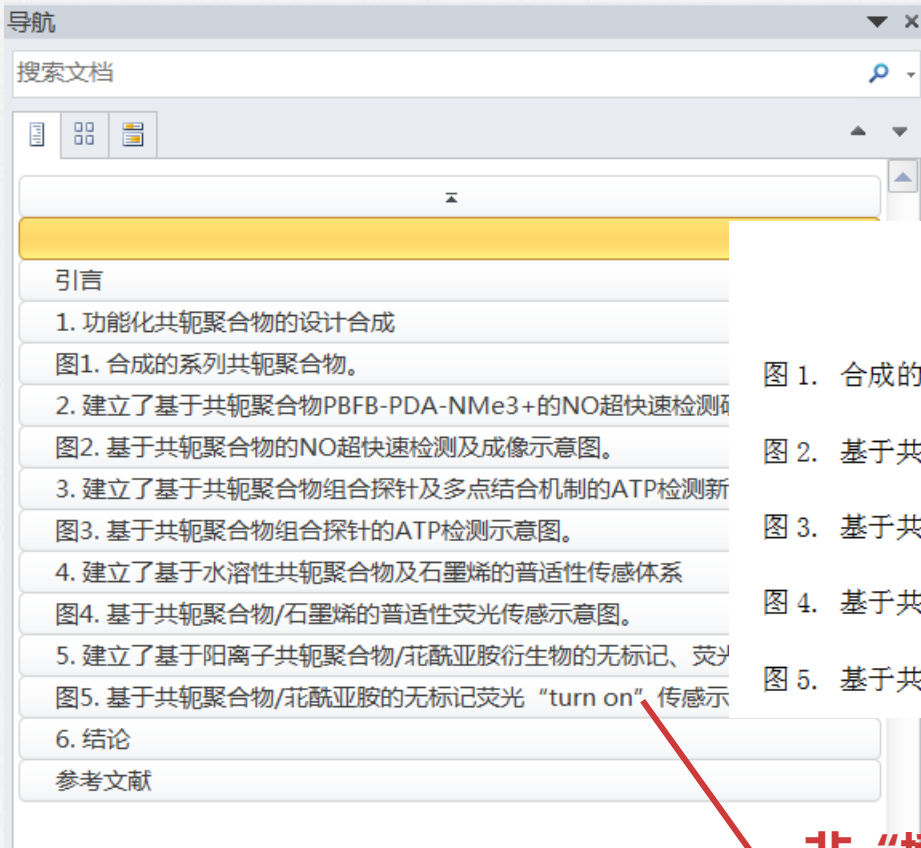 导航
搜索文档
引言
1. 功能化共轭聚合物的设计合成
图1. 合成的系列共轭聚合物。
2. 建立了基于共轭聚合物PBFB-PDA-NMe3+的NO超快速检测
图2. 基于共轭聚合物的NO超快速检测及成像示意图。
3. 建立了基于共轭聚合物组合探针及多点结合机制的ATP检测新
图3. 基于共轭聚合物组合探针的ATP检测示意图。
4. 建立了基于水溶性共轭聚合物及石墨烯的普适性传感体系
图4. 基于共轭聚合物/石墨烯的普适性荧光传感示意图。
5. 建立了基于阳离子共轭聚合物/苝酰亚胺衍生物的无标记、荧光
图5. 基于共轭聚合物/苝酰亚胺的无标记荧光“turn on”传感示
6. 结论
参考文献
图 1. 合成的
图 2. 基于共
图 3. 基于共
图 4. 基于共
图 5. 基于共